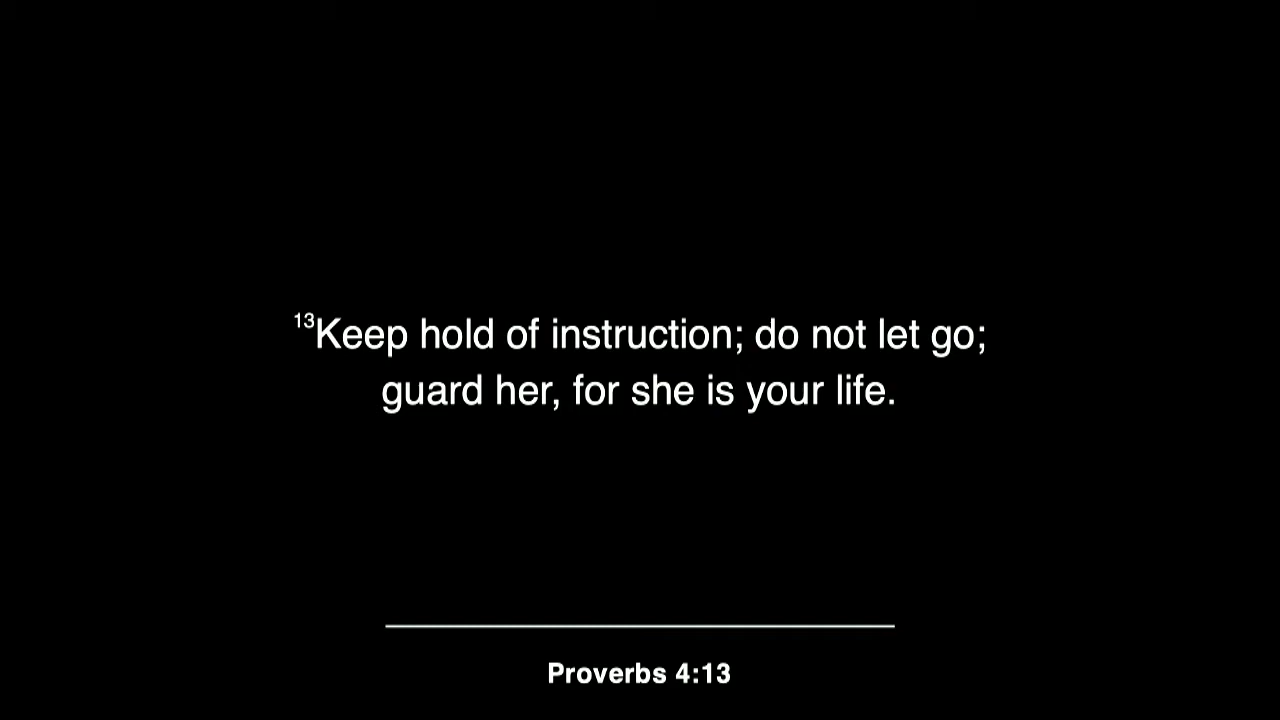 13Keep hold of instruction; do not let go;
guard her, for she is your life.
Proverbs 4:13